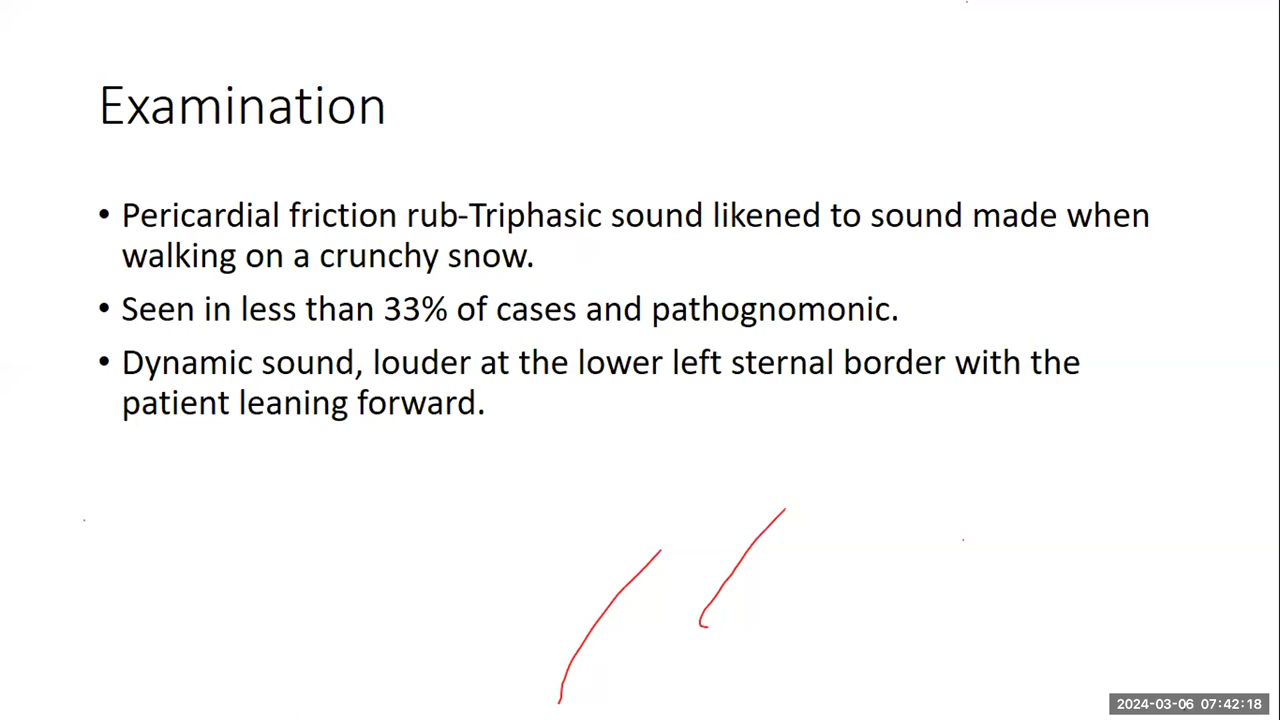 Examination
• Pericardial friction rub-Triphasic sound likened to sound made when
walking on a crunchy snow.
• Seen in less than 33% of cases and pathognomonic.
• Dynamic sound, louder at the lower left sternal border with the
patient leaning forward.
2024-03-06 07:42:18